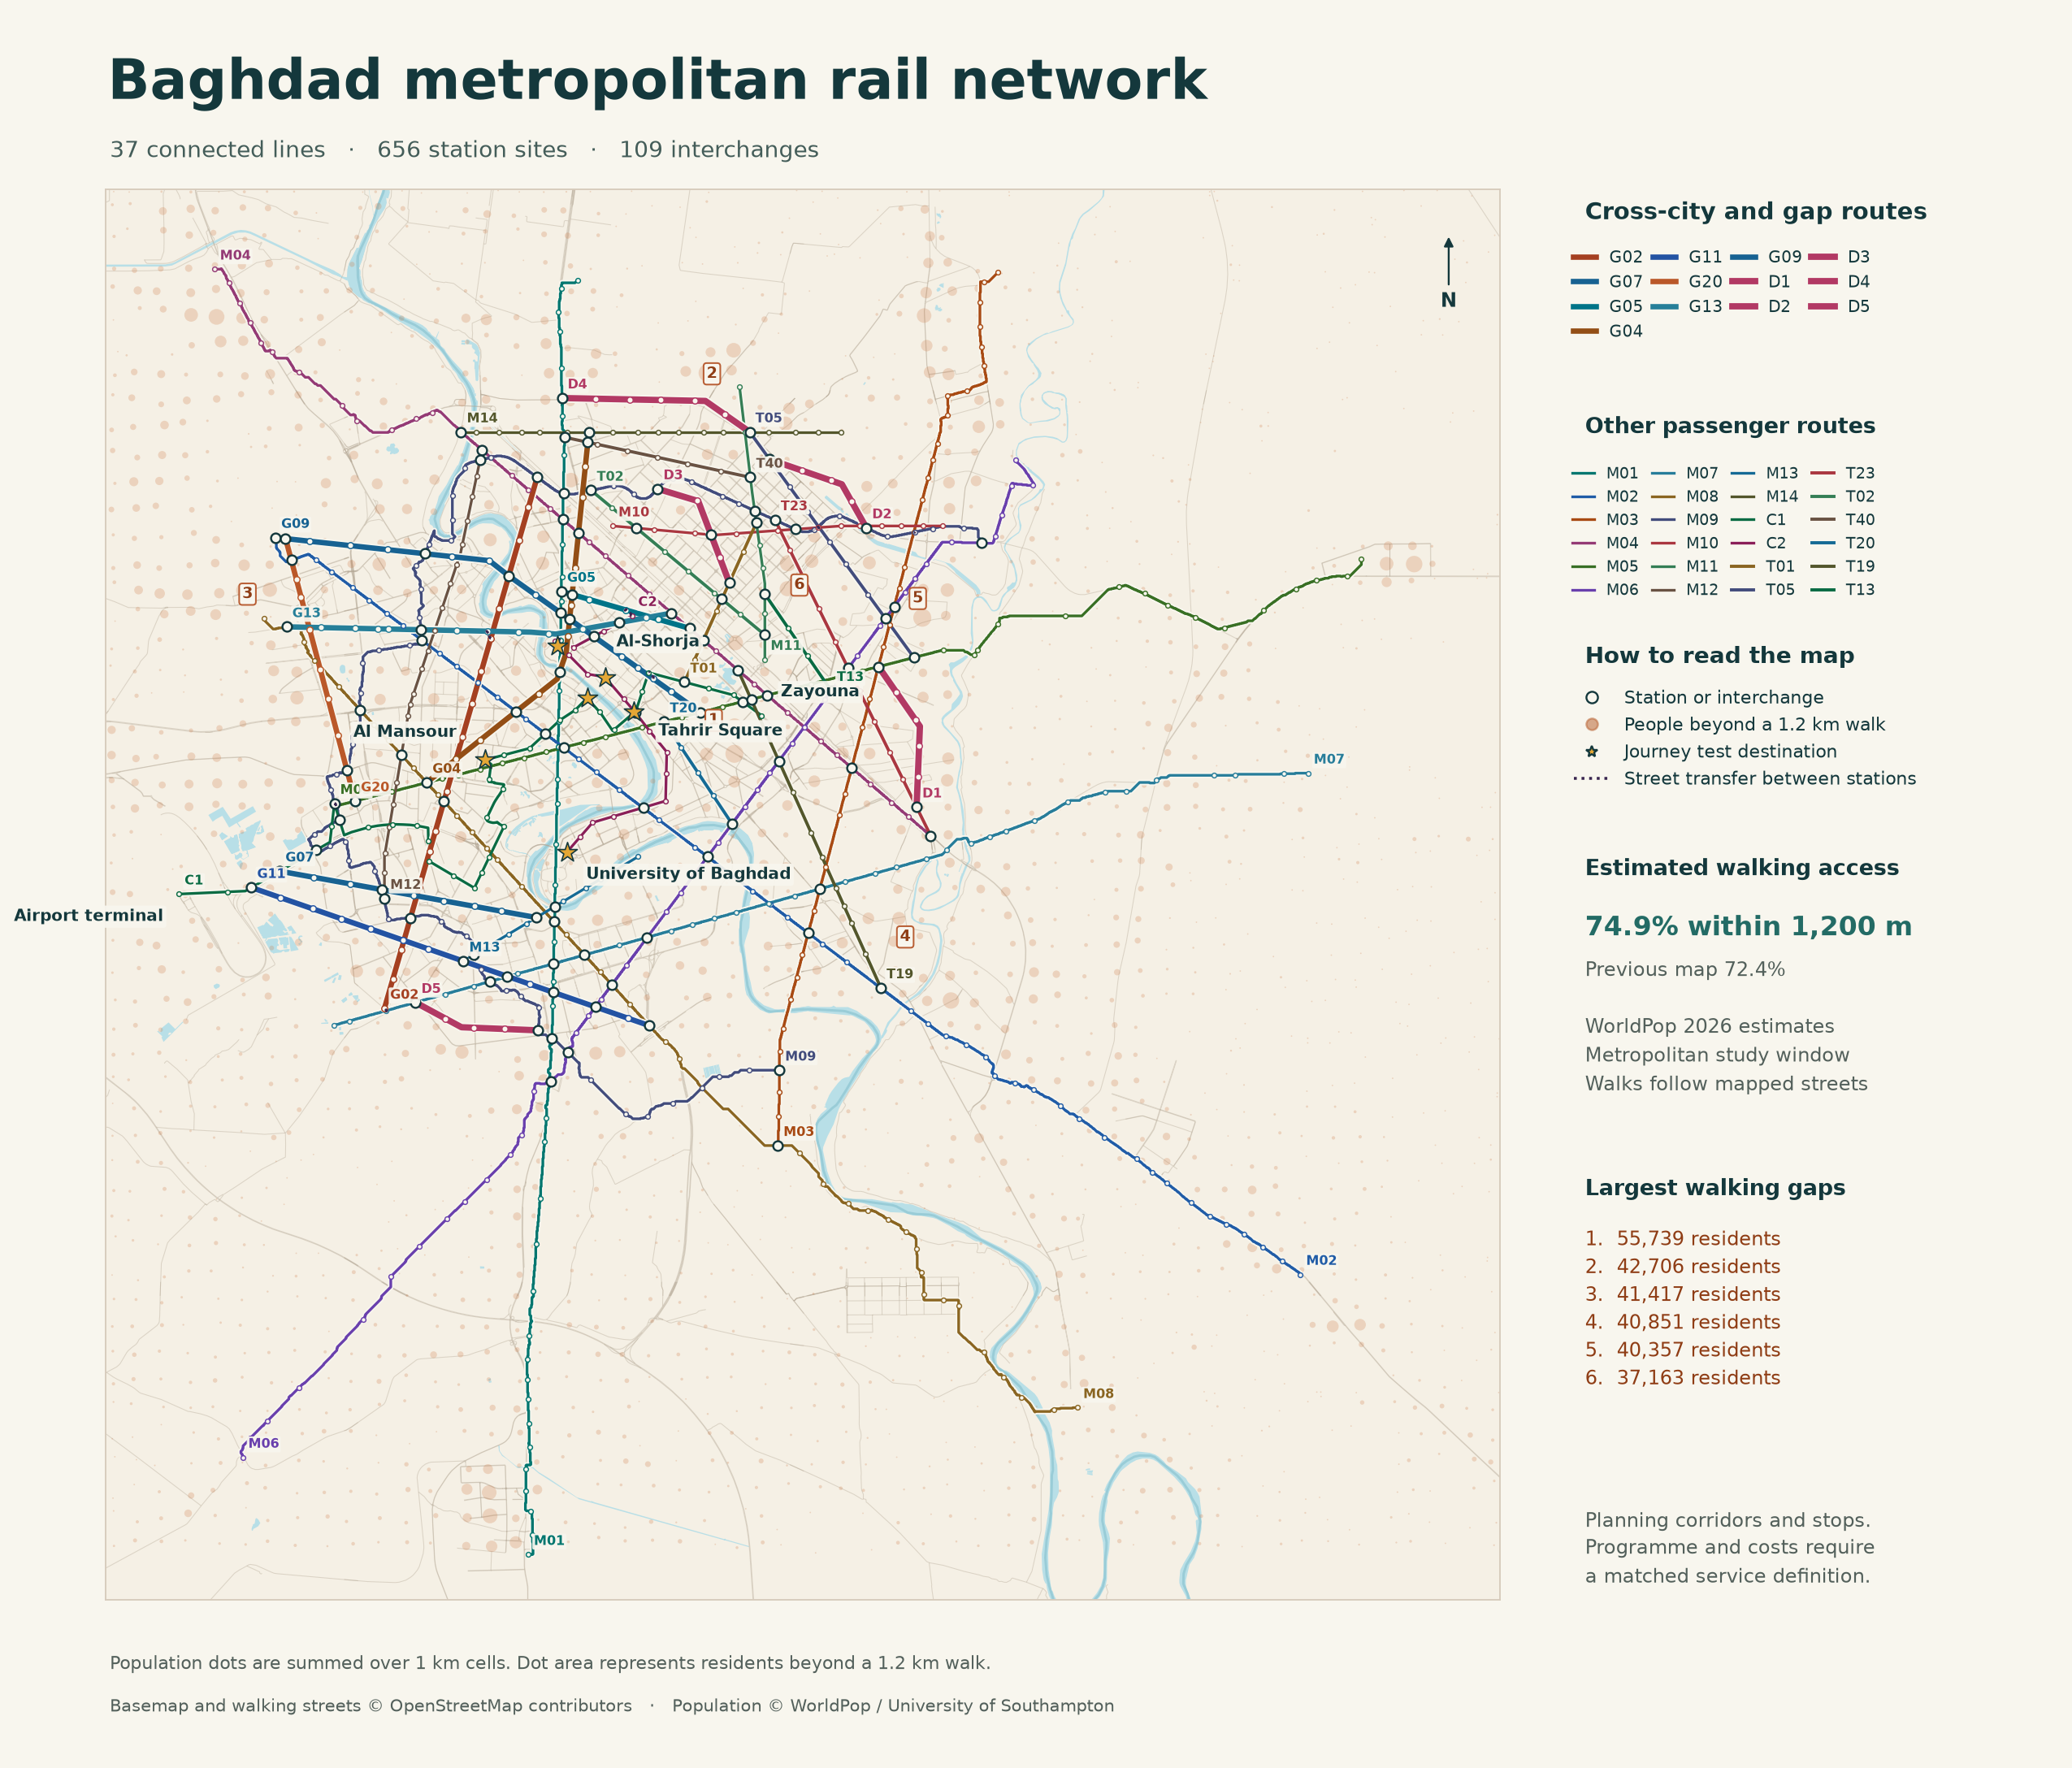 Baghdad metropolitan rail network
37 connected lines · 656 station sites · 109 interchanges
M04
N
2
D4
M14
T05
T40
T02
D3
M10
T23
D2
G09
G05
6
5
3
G13
C2
Al-Shorja
M11
T01
T13
Zayouna
T20
1
Al Mansour
Tahrir Square
G04
M07
G20
D1
G07
G11
M12
C1
University of Baghdad
Airport terminal
4
M13
T19
G02
D5
M09
M03
M02
M08
M06
M01
Cross-city and gap routes
G02 G11 G09 D3
G07 G20 D1 D4
G05 G13 D2 D5
G04
Other passenger routes
M01 M07 M13 T23
M02 M08 M14 T02
M03 M09 C1 T40
M04 M10 C2 T20
M05 M11 T01 T19
M06 M12 T05 T13
How to read the map
Station or interchange
People beyond a 1.2 km walk
Journey test destination
Street transfer between stations
Estimated walking access
74.9% within 1,200 m
Previous map 72.4%
WorldPop 2026 estimates
Metropolitan study window
Walks follow mapped streets
Largest walking gaps
1. 55,739 residents
2. 42,706 residents
3. 41,417 residents
4. 40,851 residents
5. 40,357 residents
6. 37,163 residents
Planning corridors and stops.
Programme and costs require
a matched service definition.
Population dots are summed over 1 km cells. Dot area represents residents beyond a 1.2 km walk.
Basemap and walking streets © OpenStreetMap contributors · Population © WorldPop / University of Southampton